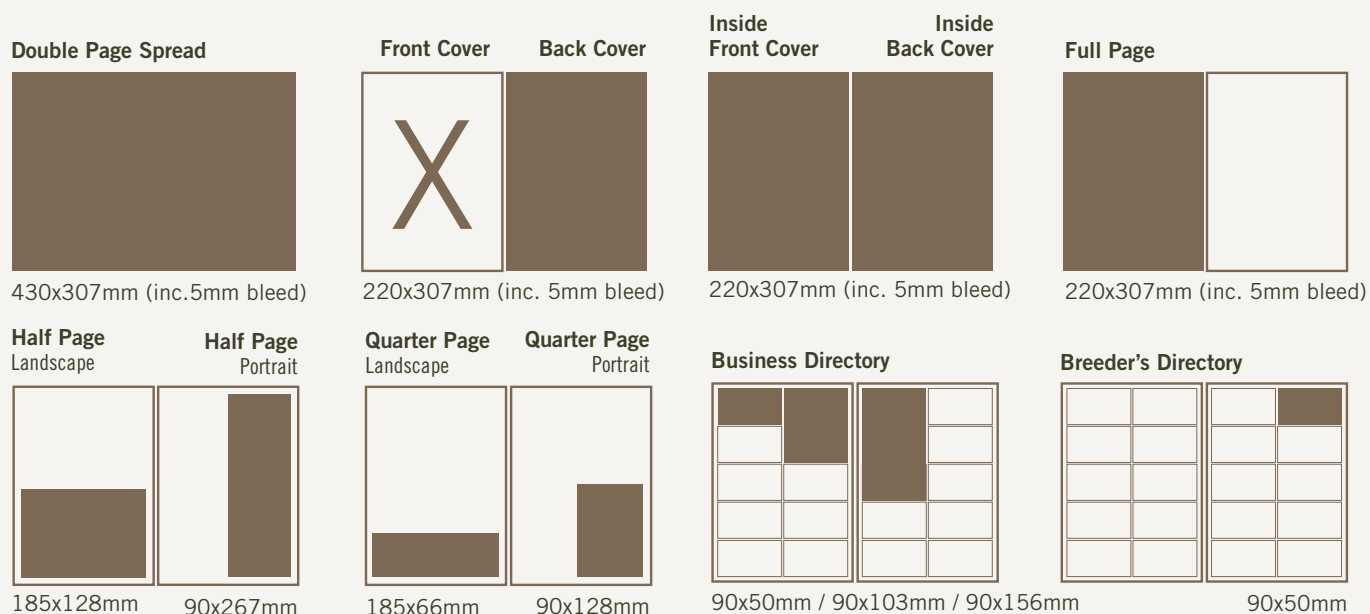 Double Page Spread
430x307mm (inc.5mm bleed)
Front Cover
Back Cover
X
220x307mm (inc. 5mm bleed)
Inside
Front Cover
Inside
Back Cover
220x307mm (inc. 5mm bleed)
Full Page
220x307mm (inc. 5mm bleed)
Half Page
Landscape
185x128mm
Half Page
Portrait
90x267mm
Quarter Page
Landscape
185x66mm
Quarter Page
Portrait
90x128mm
Business Directory
90x50mm / 90x103mm / 90x156mm
Breeder’s Directory
90x50mm